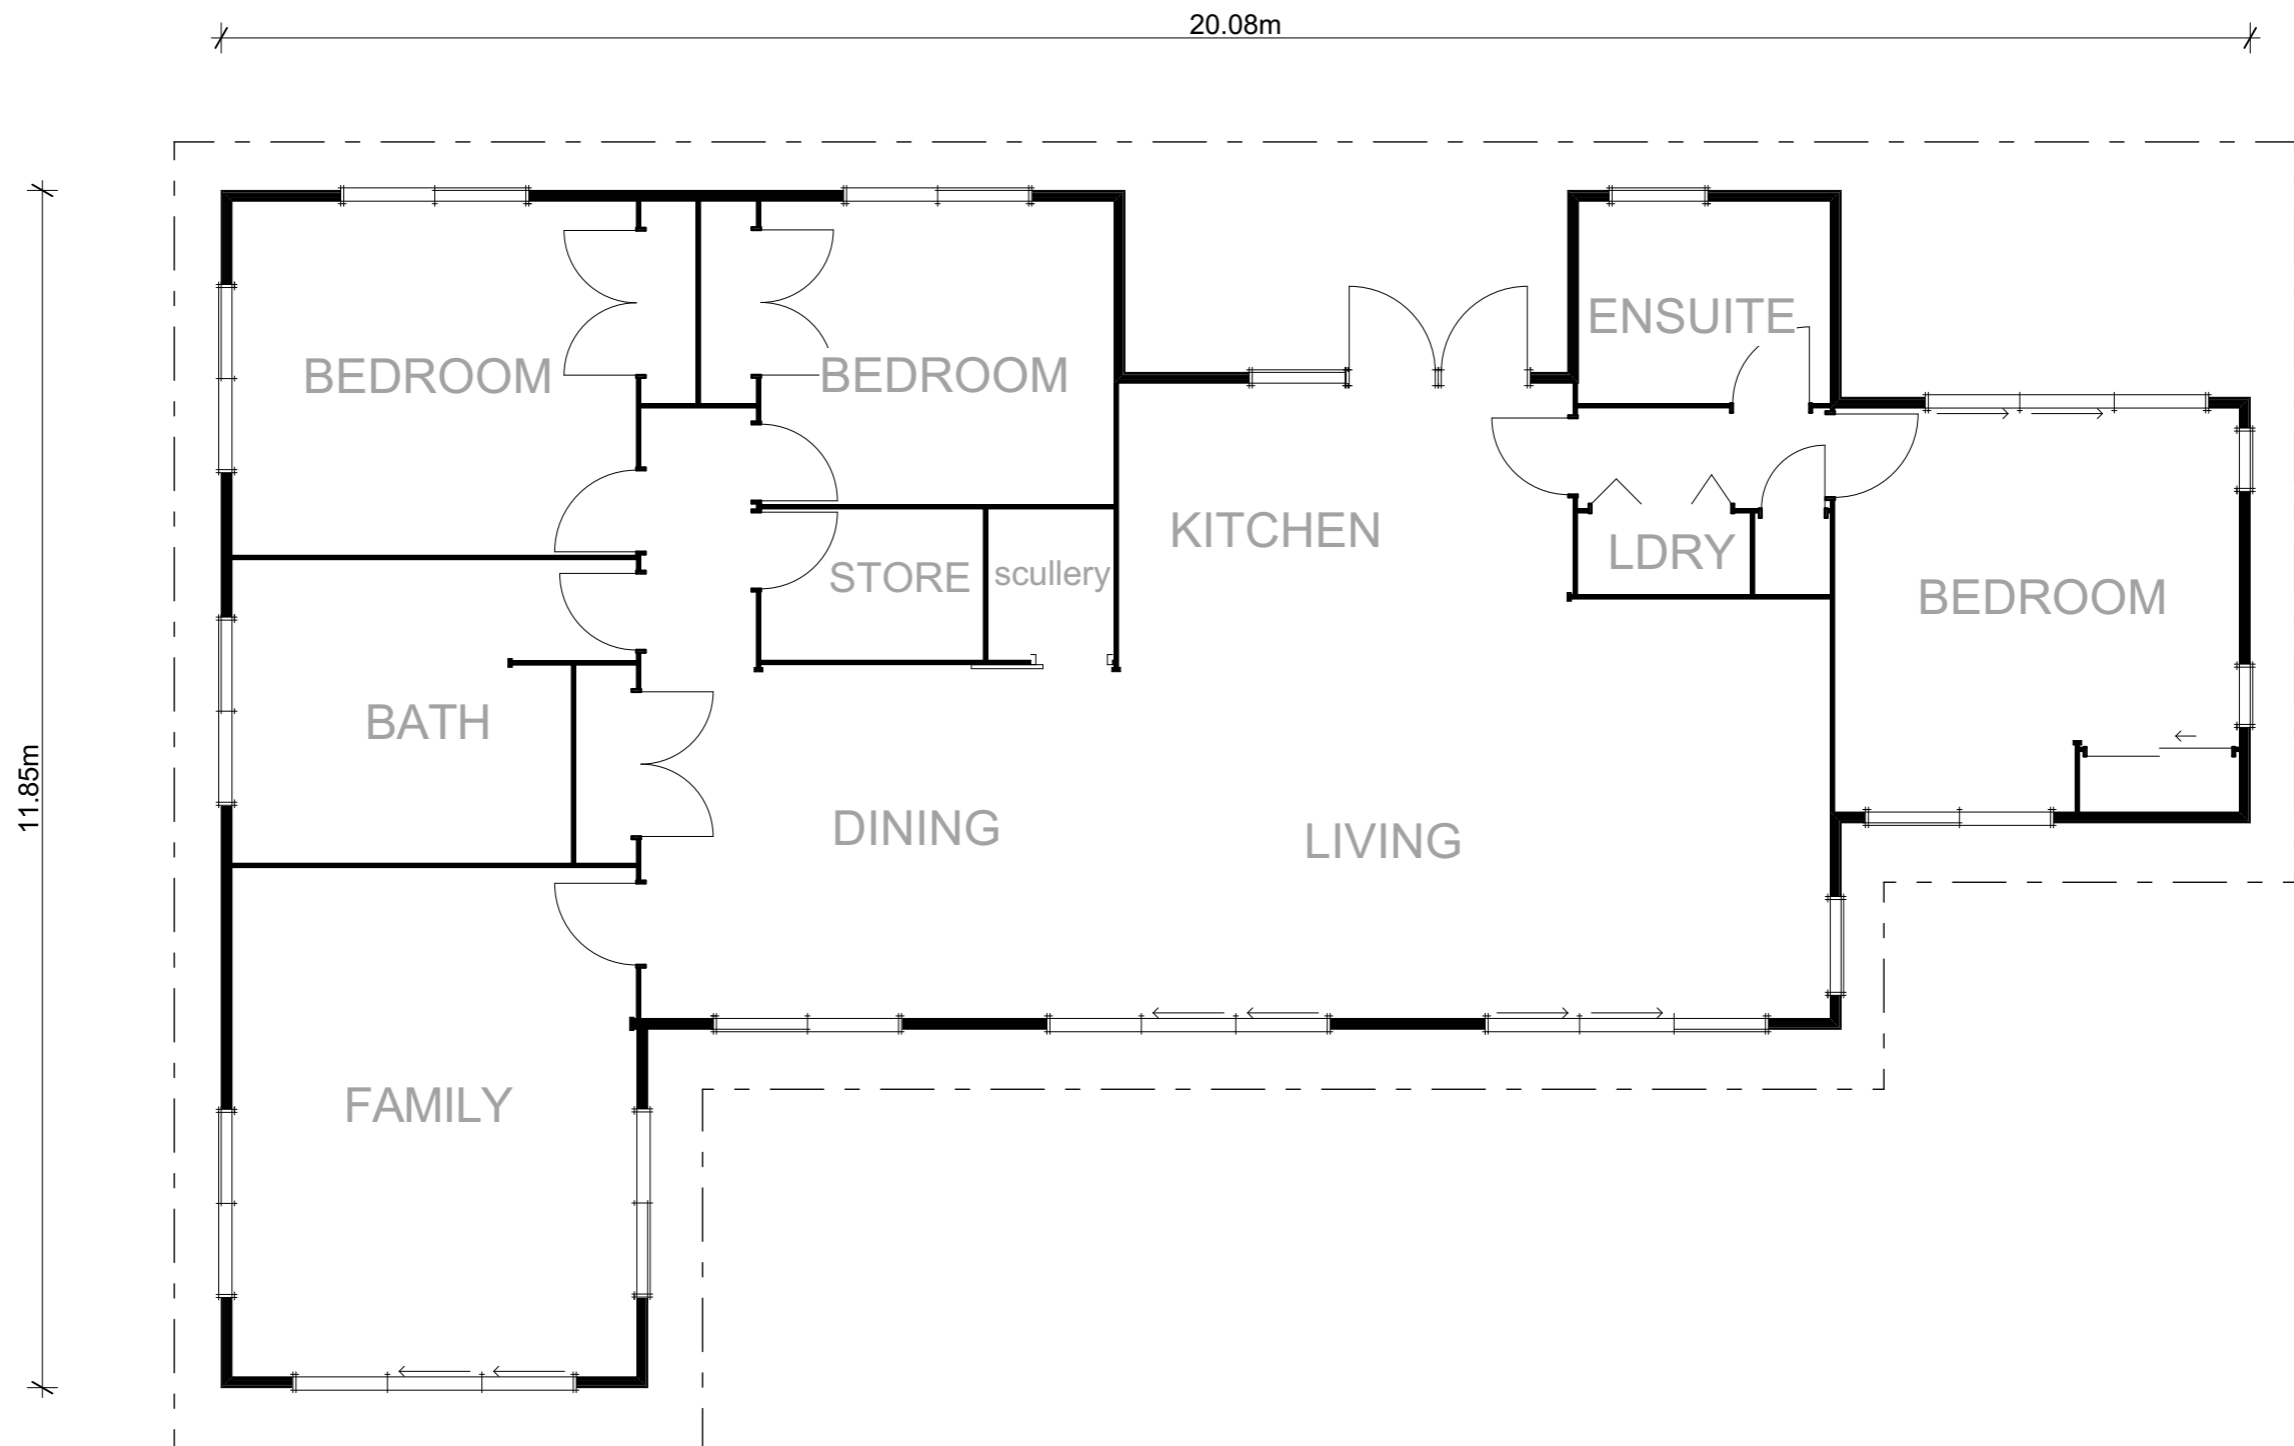 20.08m
ENSUITE
BEDROOM
BEDROOM
KITCHEN
LDRY
STORE
scullery
BEDROOM
BATH
DINING
LIVING
11.85m
FAMILY